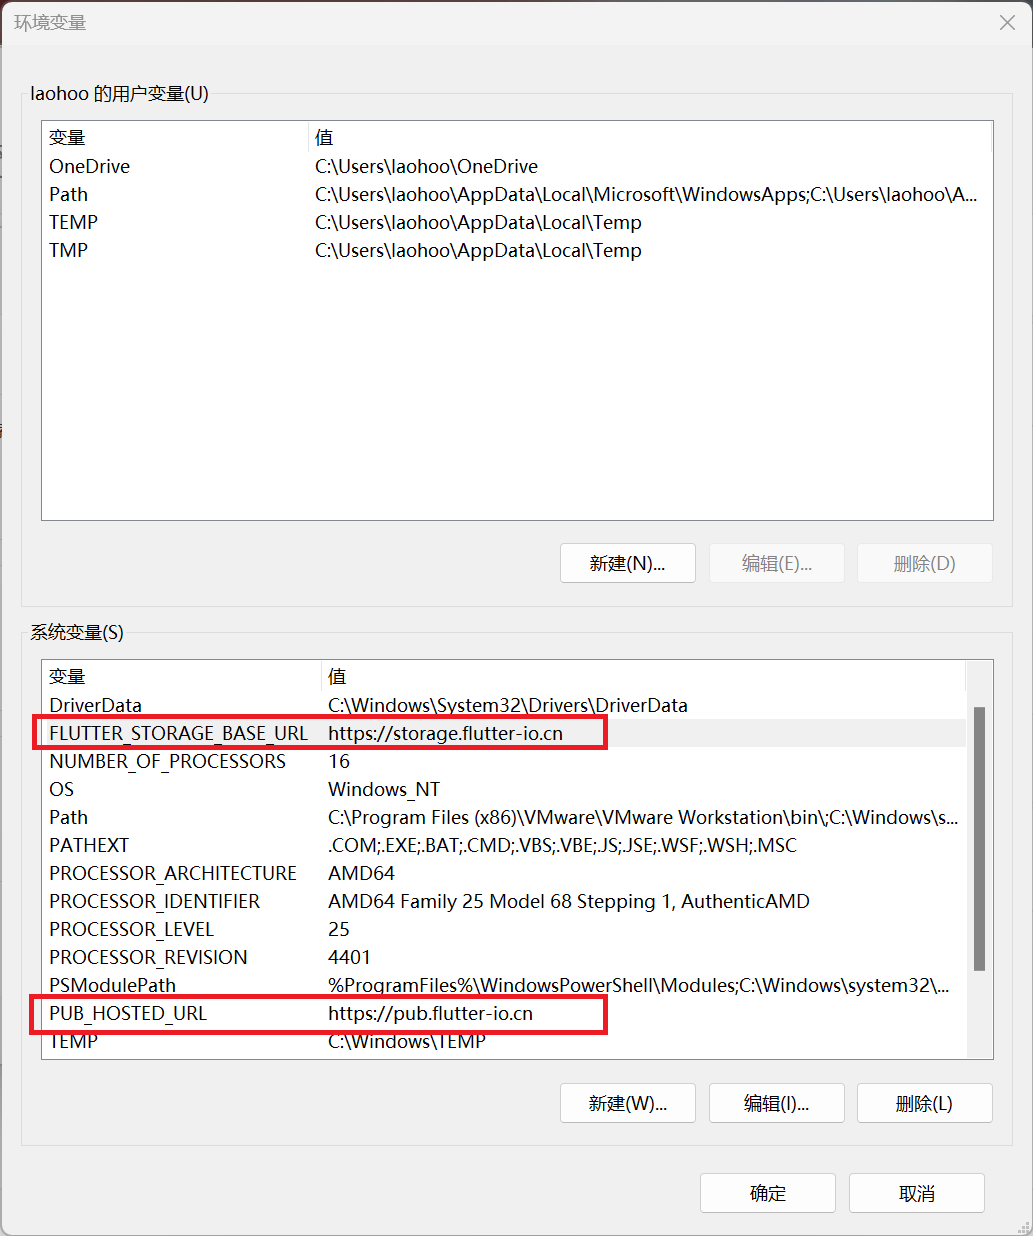 环境变量
laohoo 的用户变量(U)
变量 值
OneDrive C:\Users\laohoo\OneDrive
Path C:\Users\laohoo\AppData\Local\Microsoft\WindowsApps;C:\Users\laohoo\A...
TEMP C:\Users\laohoo\AppData\Local\Temp
TMP C:\Users\laohoo\AppData\Local\Temp
新建(N)... 编辑(E)... 删除(D)
系统变量(S)
变量 值
DriverData C:\Windows\System32\Drivers\DriverData
FLUTTER_STORAGE_BASE_URL https://storage.flutter-io.cn
NUMBER_OF_PROCESSORS 16
OS Windows_NT
Path C:\Program Files (x86)\VMware\VMware Workstation\bin\;C:\Windows\s...
PATHEXT .COM;.EXE;.BAT;.CMD;.VBS;.VBE;.JS;.JSE;.WSF;.WSH;.MSC
PROCESSOR_ARCHITECTURE AMD64
PROCESSOR_IDENTIFIER AMD64 Family 25 Model 68 Stepping 1, AuthenticAMD
PROCESSOR_LEVEL 25
PROCESSOR_REVISION 4401
PSModulePath %ProgramFiles%\WindowsPowerShell\Modules;C:\Windows\system32\...
PUB_HOSTED_URL https://pub.flutter-io.cn
TEMP C:\Windows\TEMP
新建(W)... 编辑(I)... 删除(L)
确定 取消